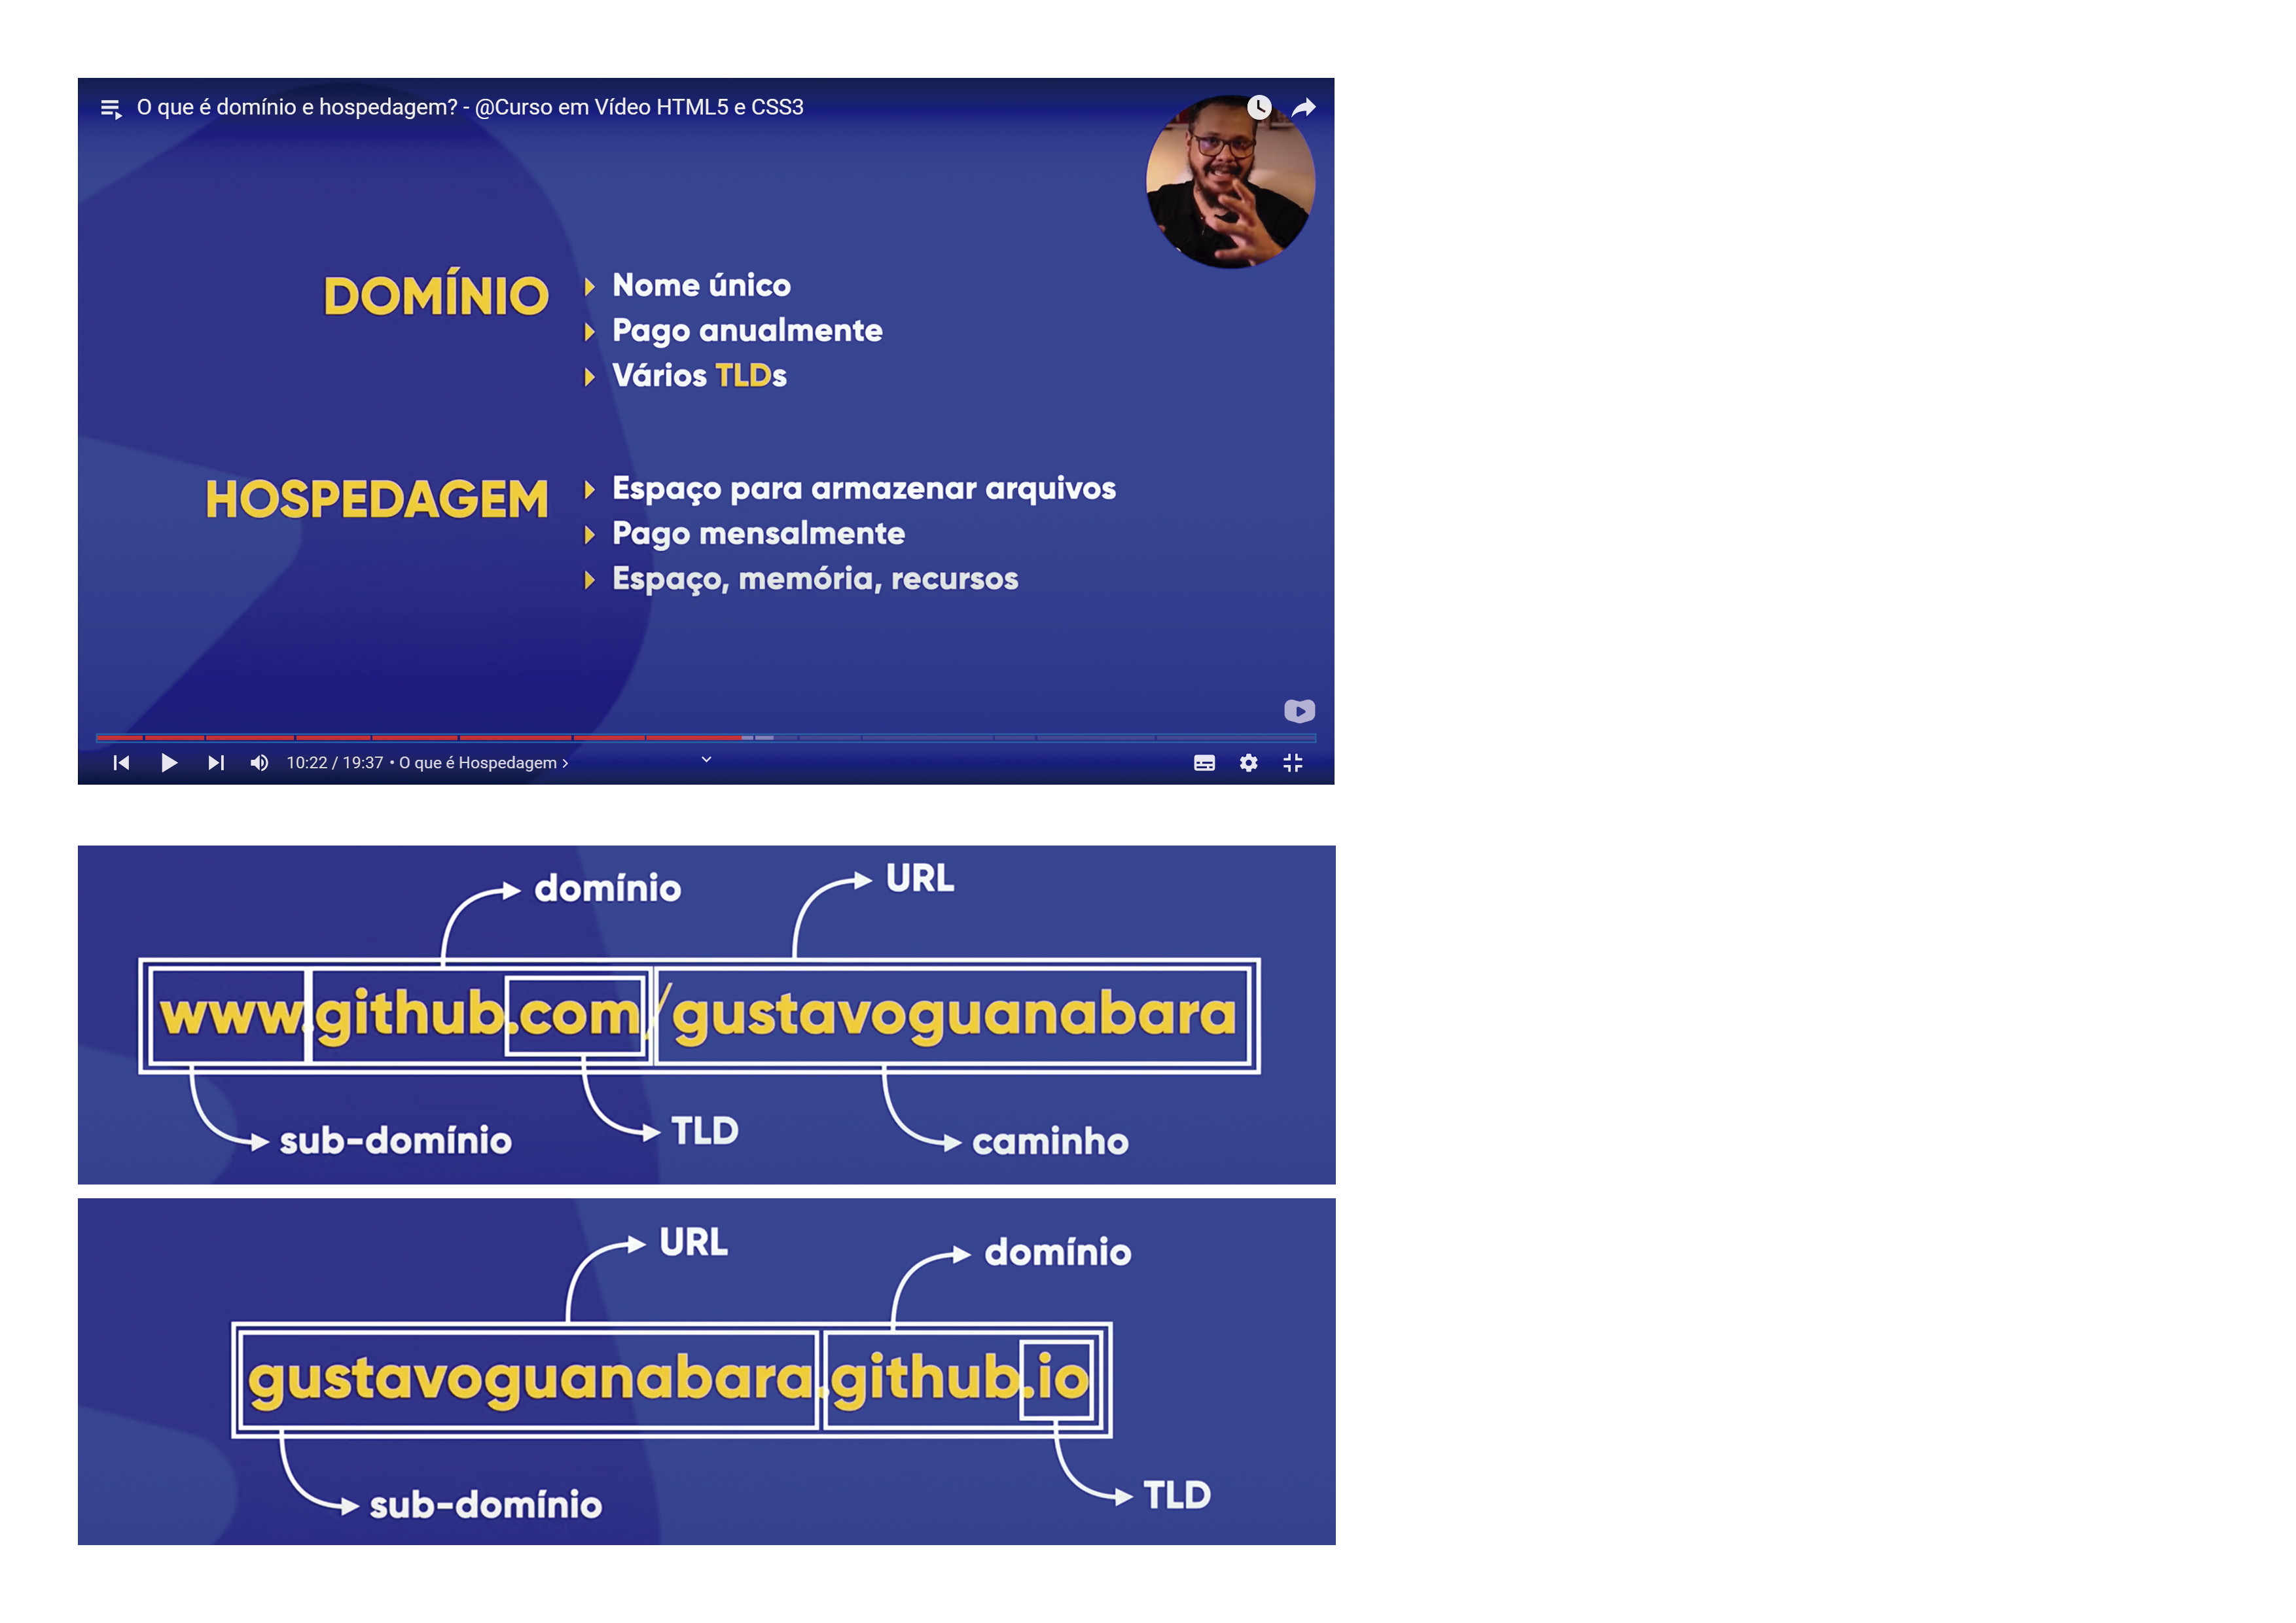 O que é domínio e hospedagem? - @Curso em Vídeo HTML5 e CSS3
DOMÍNIO
Nome único
Pago anualmente
Vários TLDs
HOSPEDAGEM
Espaço para armazenar arquivos
Pago mensalmente
Espaço, memória, recursos
10:22 / 19:37 • O que é Hospedagem ›
domínio
URL
www.github.com/gustavoguanabara
sub-domínio
TLD
caminho
URL
domínio
gustavoguanabara.github.io
sub-domínio
TLD